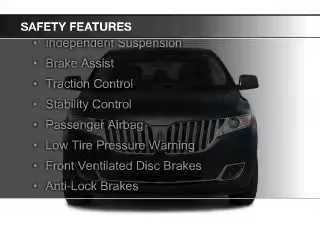 SAFETY FEATURES
• Independent Suspension
• Brake Assist
• Traction Control
• Stability Control
• Passenger Airbag
• Low Tire Pressure Warning
• Front Ventilated Disc Brakes
• Anti-Lock Brakes